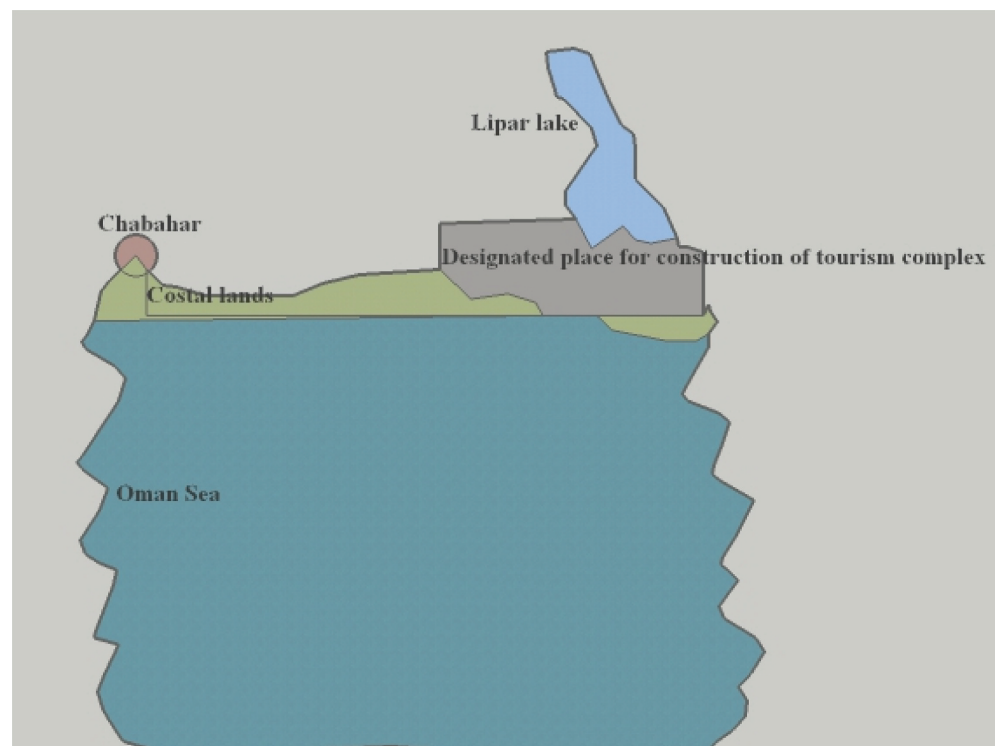 Lipar lake
Chabahar
Designated place for construction of tourism complex
Costal lands
Oman Sea